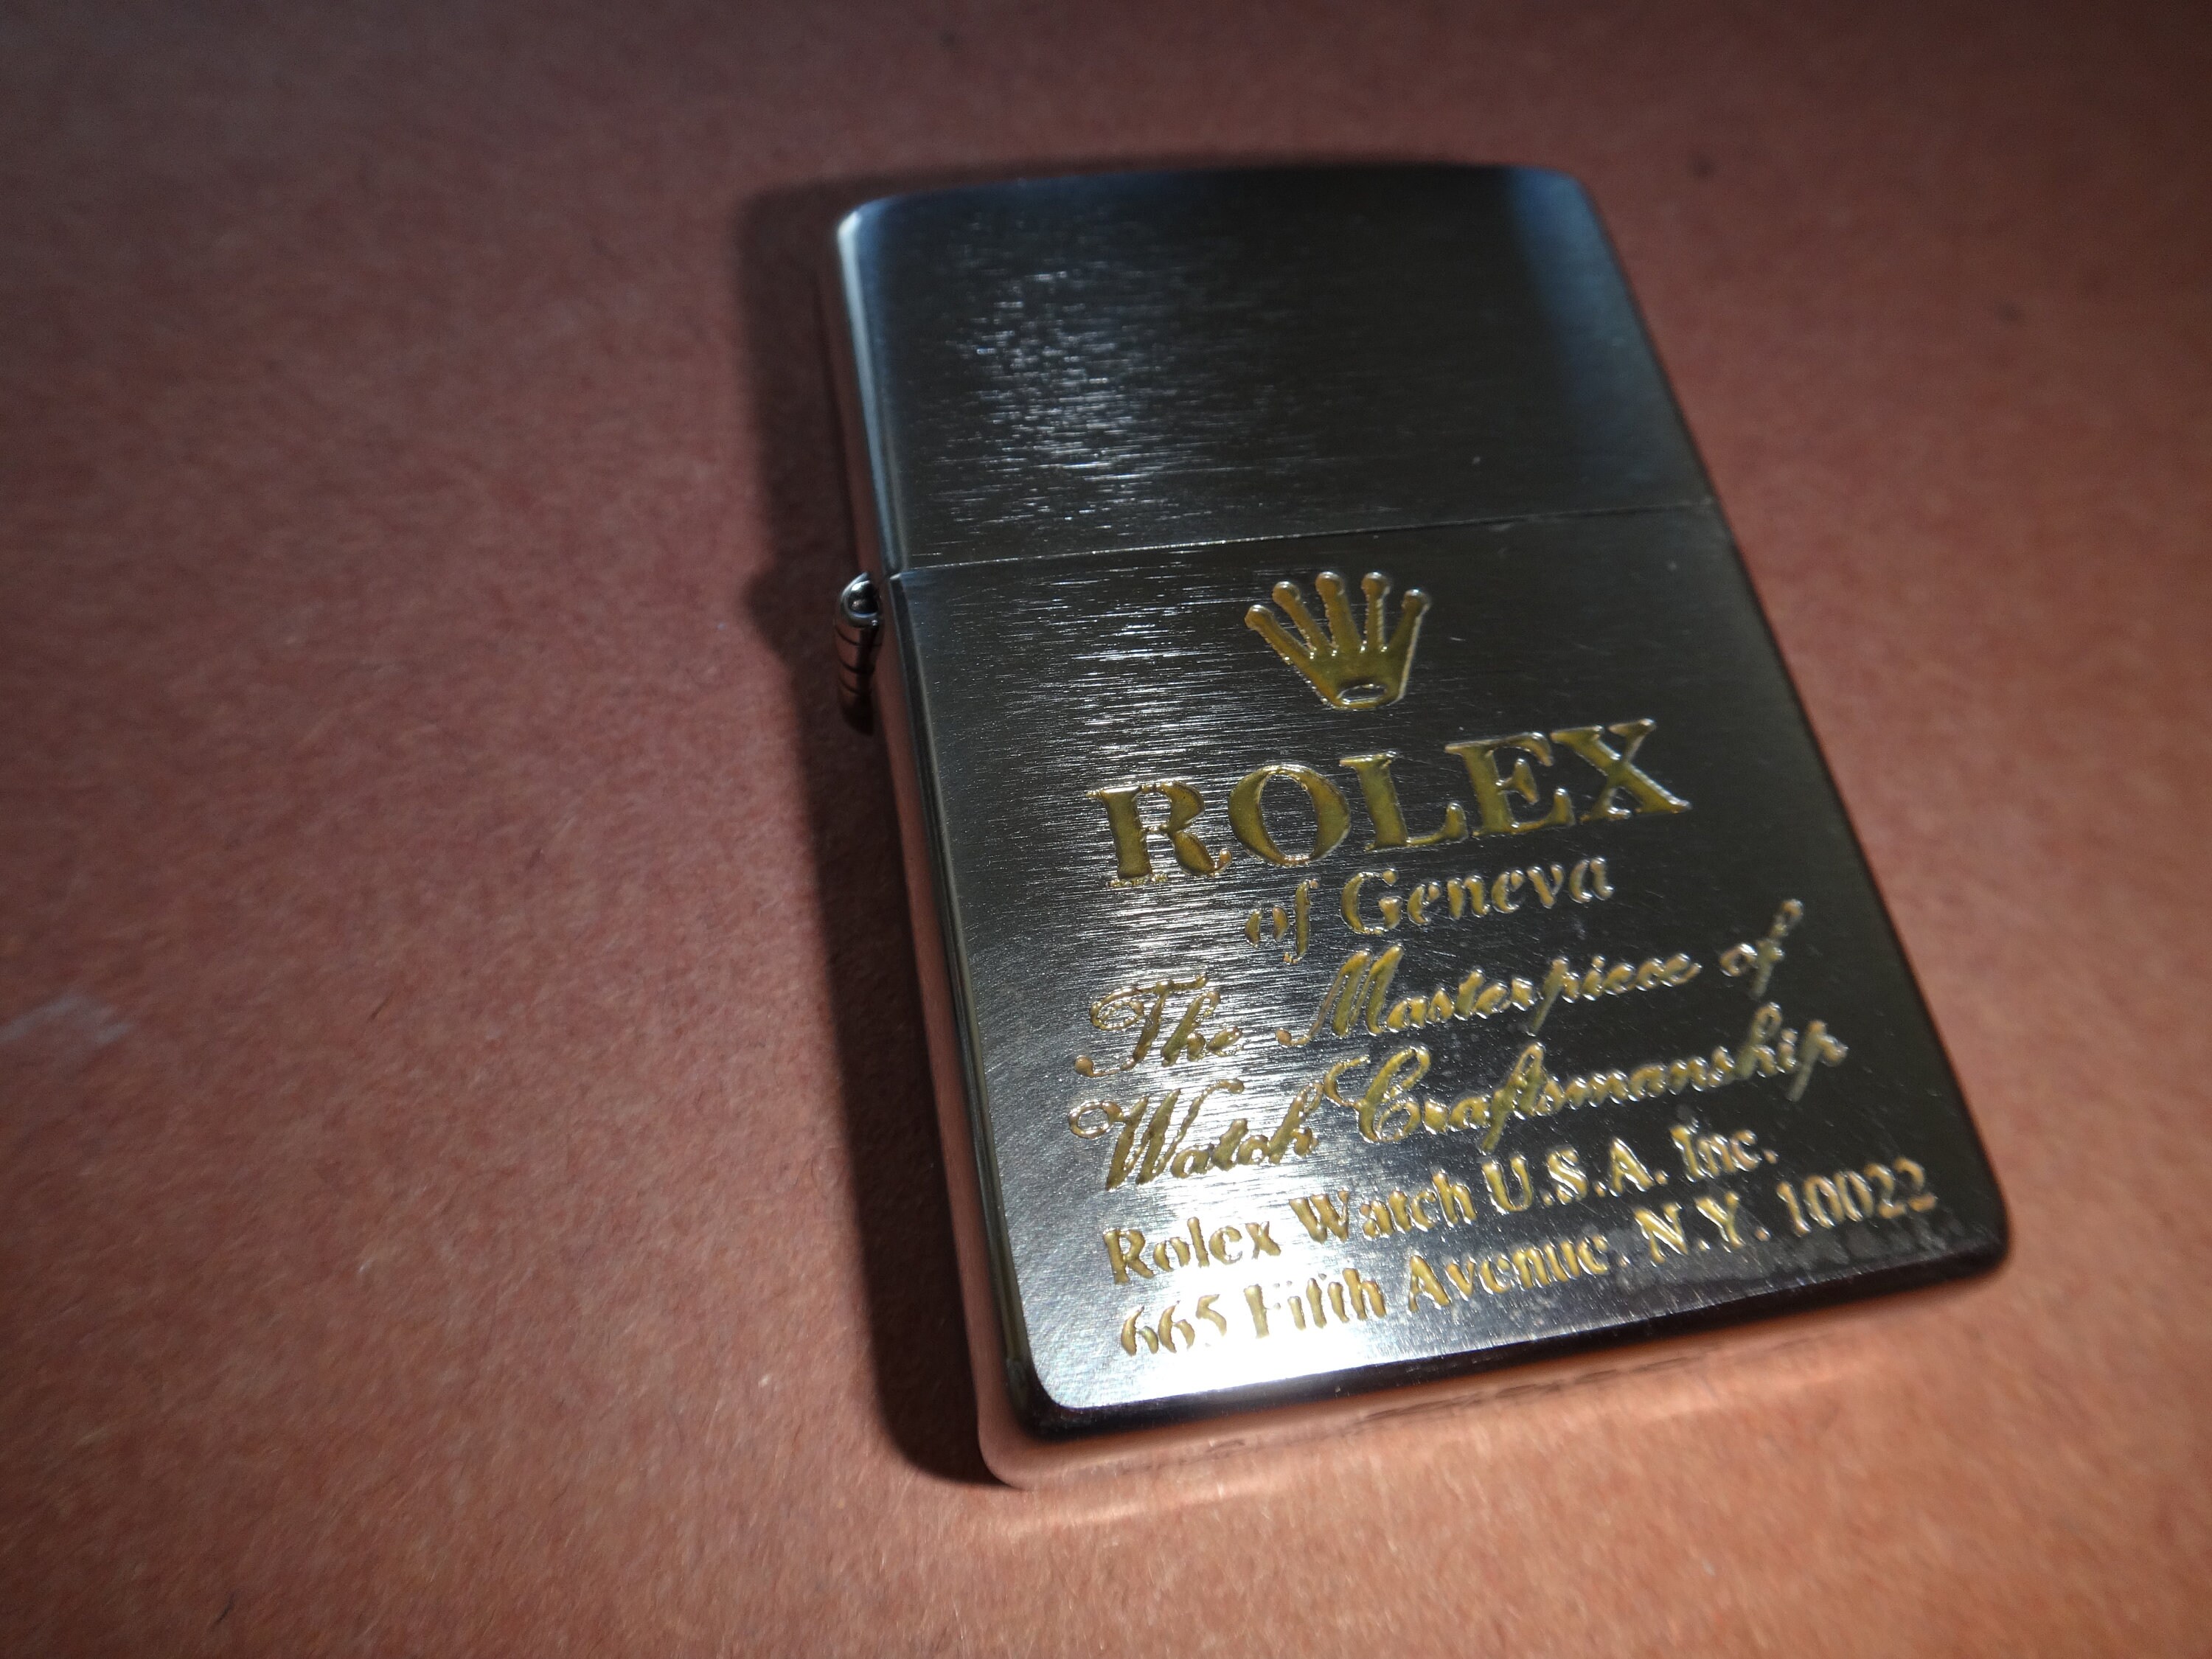 ROLEX
of Geneva
The Masterpiece of
Watch Craftsmanship
Rolex Watch U.S.A. Inc.
665 Fifth Avenue. N.Y. 10022